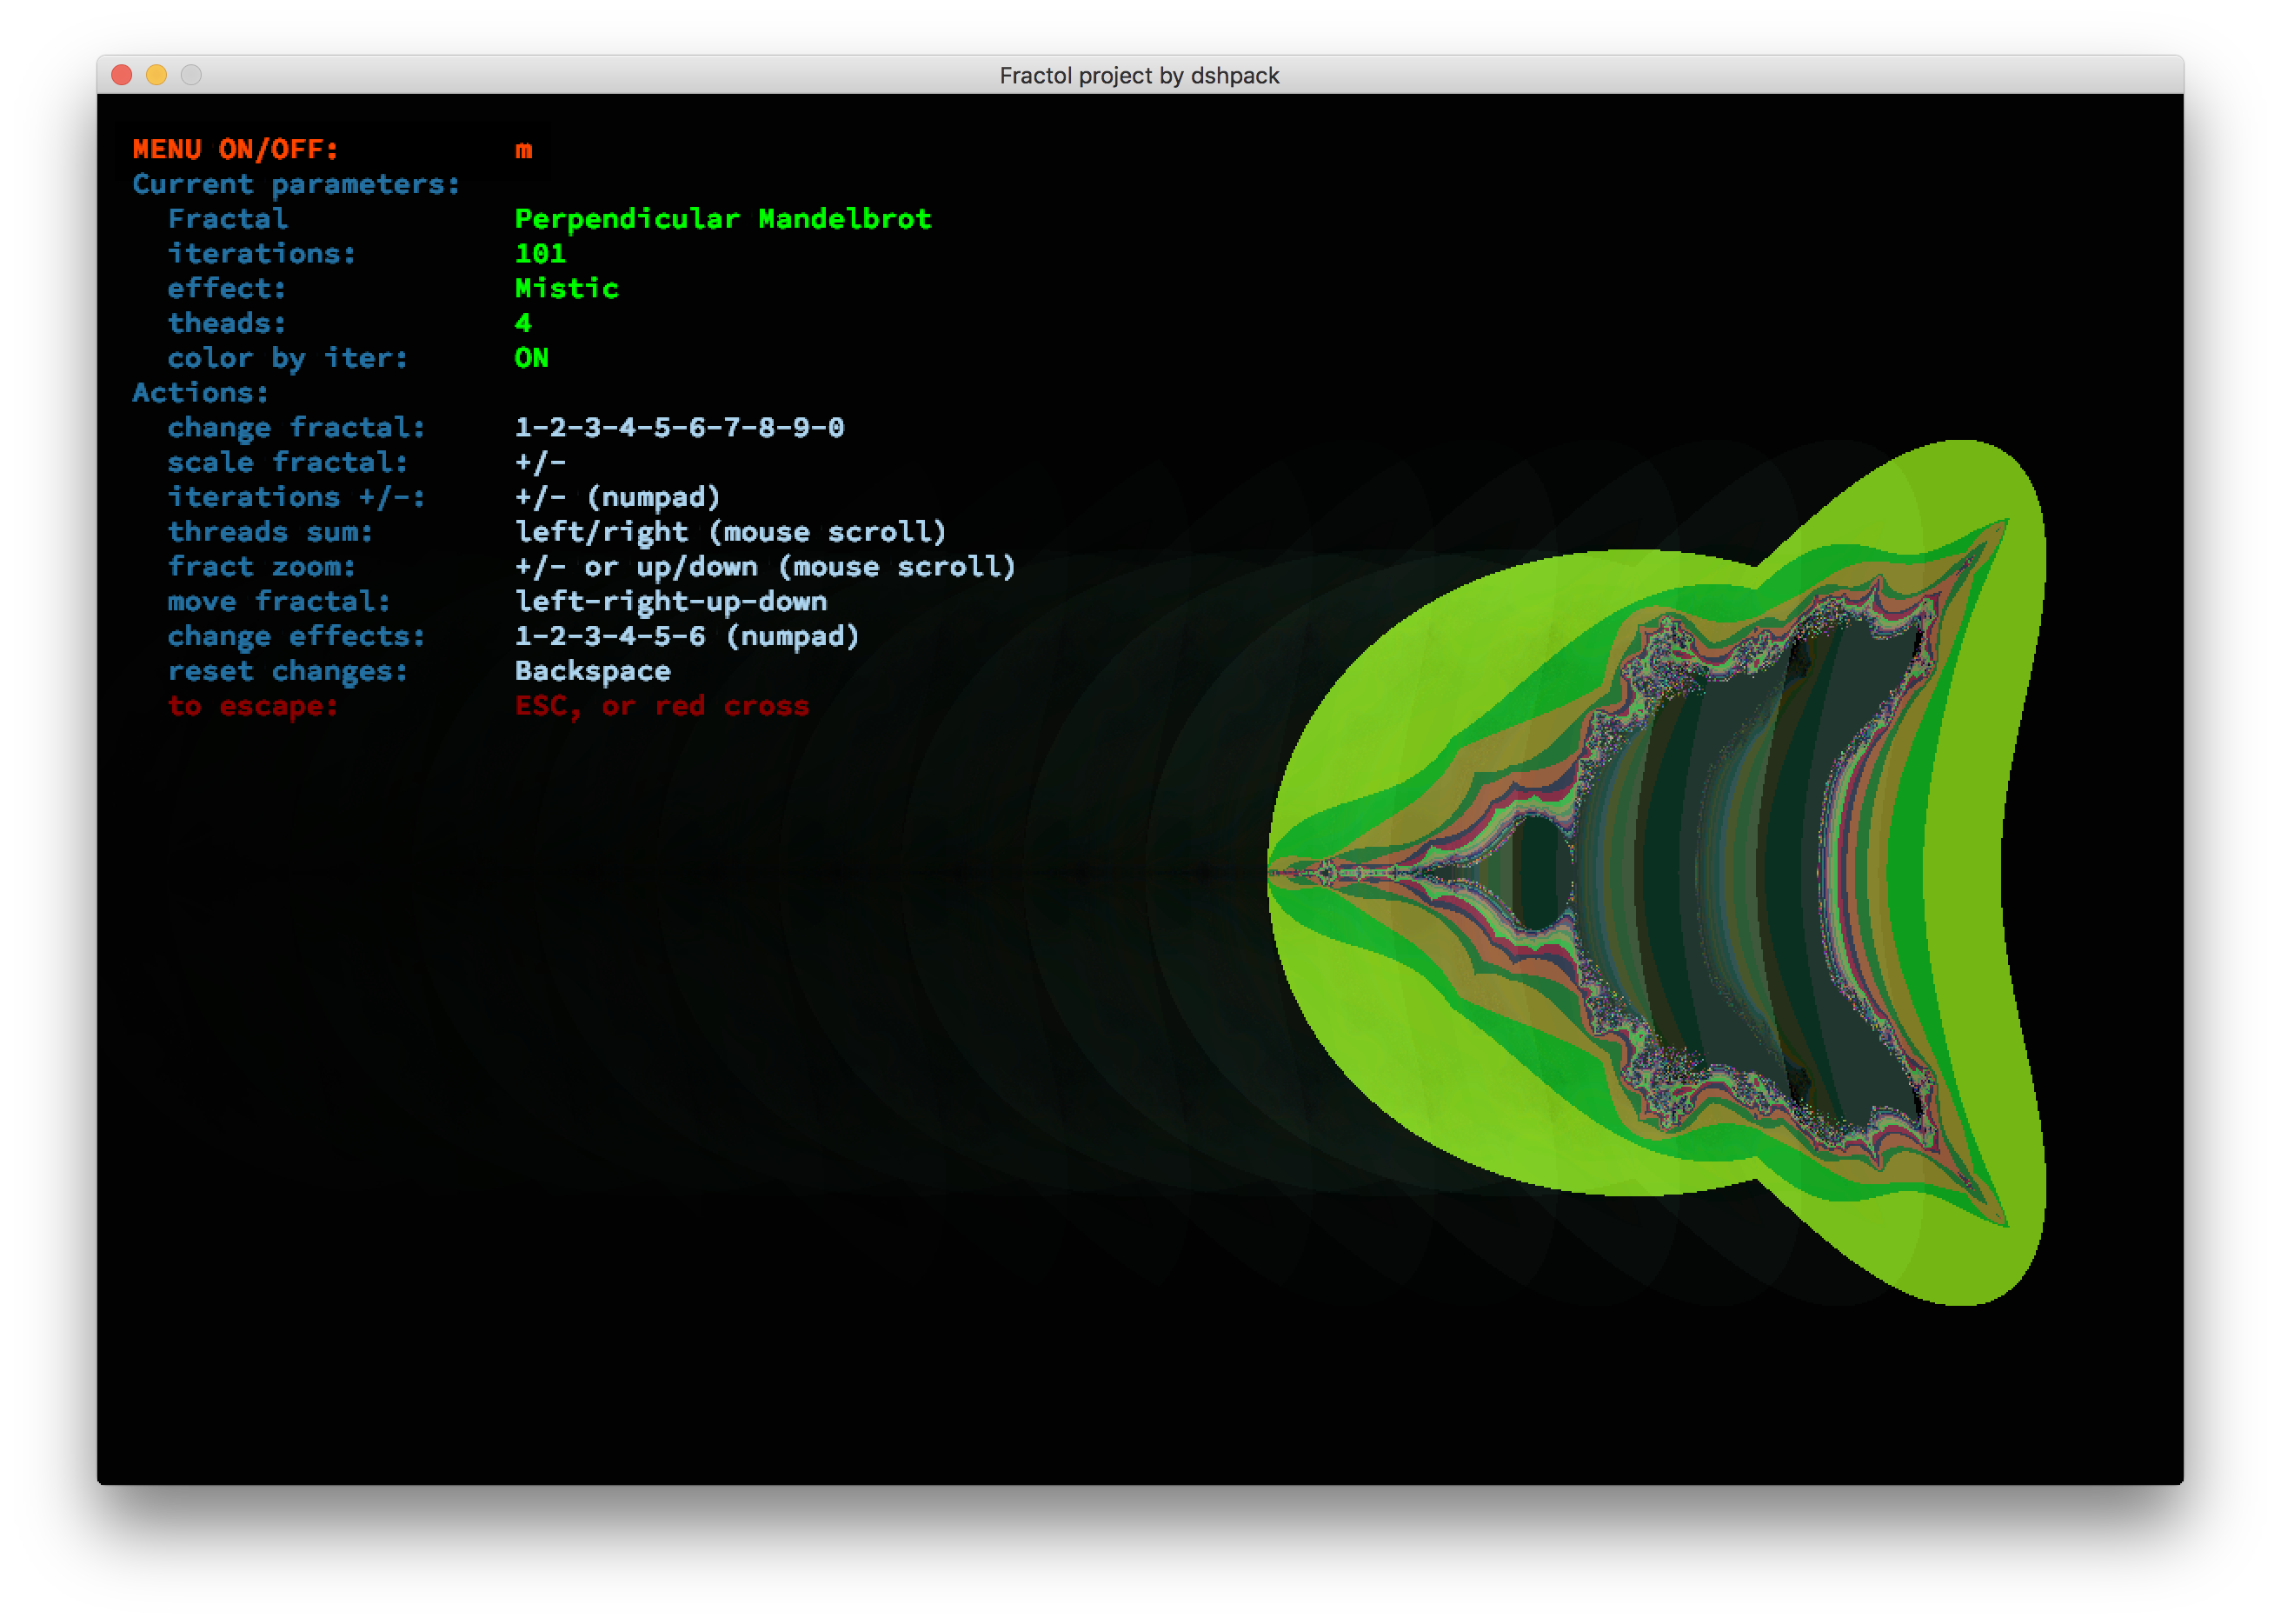 Fractol project by dshpack
MENU ON/OFF: m
Current parameters:
Fractal Perpendicular Mandelbrot
iterations: 101
effect: Mistic
theads: 4
color by iter: ON
Actions:
change fractal: 1-2-3-4-5-6-7-8-9-0
scale fractal: +/-
iterations +/-: +/- (numpad)
threads sum: left/right (mouse scroll)
fract zoom: +/- or up/down (mouse scroll)
move fractal: left-right-up-down
change effects: 1-2-3-4-5-6 (numpad)
reset changes: Backspace
to escape: ESC, or red cross